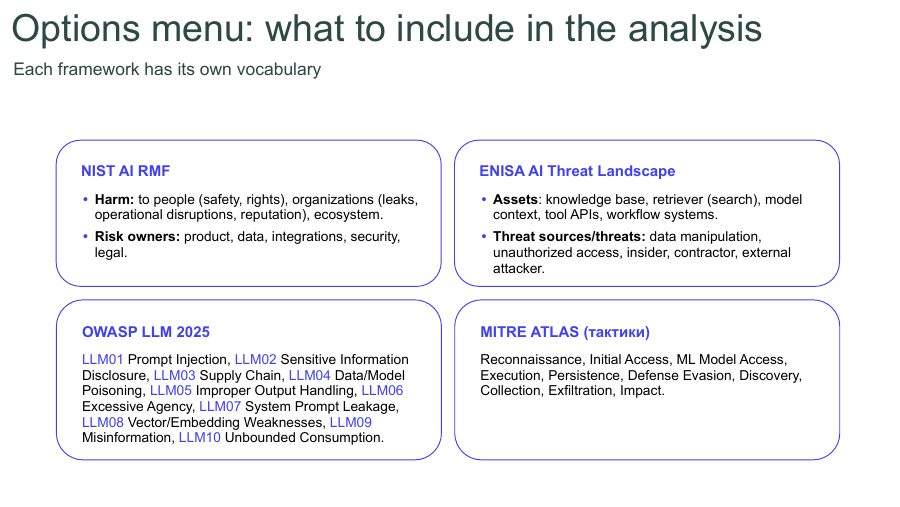 Options menu: what to include in the analysis
Each framework has its own vocabulary
NIST AI RMF
• Harm: to people (safety, rights), organizations (leaks,
operational disruptions, reputation), ecosystem.
• Risk owners: product, data, integrations, security,
legal.
ENISA AI Threat Landscape
• Assets: knowledge base, retriever (search), model
context, tool APIs, workflow systems.
• Threat sources/threats: data manipulation,
unauthorized access, insider, contractor, external
attacker.
OWASP LLM 2025
LLM01 Prompt Injection, LLM02 Sensitive Information
Disclosure, LLM03 Supply Chain, LLM04 Data/Model
Poisoning, LLM05 Improper Output Handling, LLM06
Excessive Agency, LLM07 System Prompt Leakage,
LLM08 Vector/Embedding Weaknesses, LLM09
Misinformation, LLM10 Unbounded Consumption.
MITRE ATLAS (тактики)
Reconnaissance, Initial Access, ML Model Access,
Execution, Persistence, Defense Evasion, Discovery,
Collection, Exfiltration, Impact.